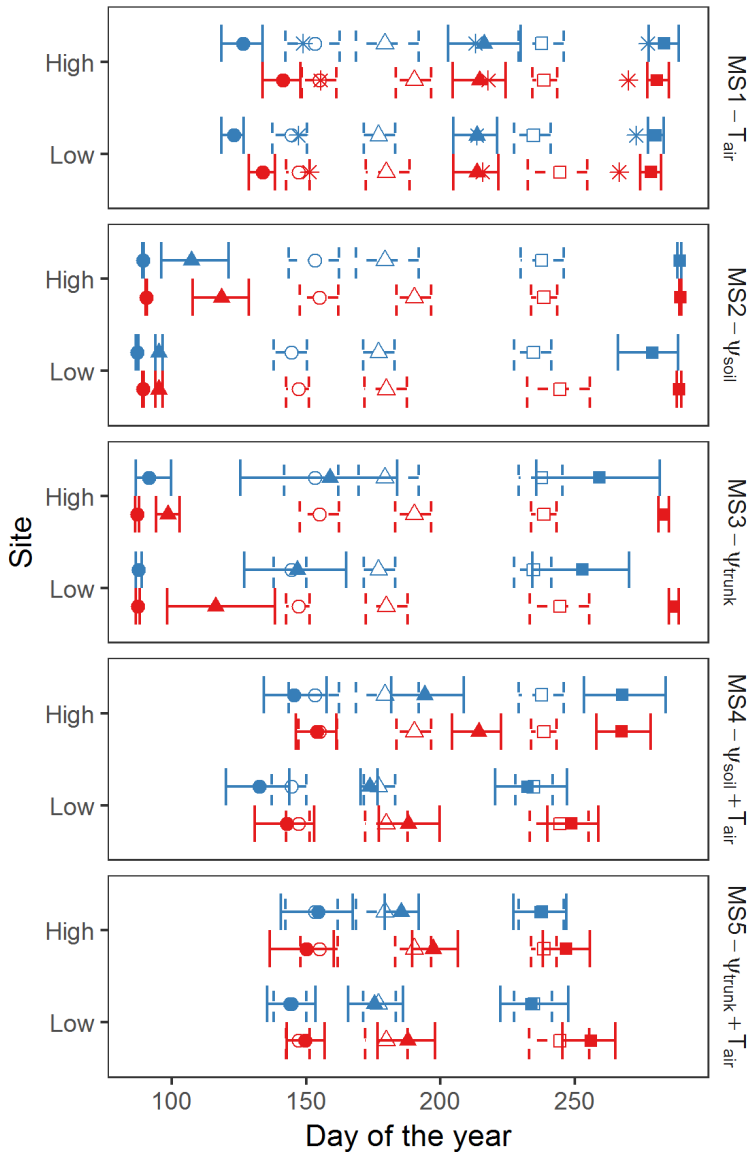 High
Low
MS1 – Tair
High
Low
MS2 – ψsoil
High
Low
MS3 – ψtrunk
High
Low
MS4 – ψsoil + Tair
High
Low
MS5 – ψtrunk + Tair
Site
100 150 200 250
Day of the year